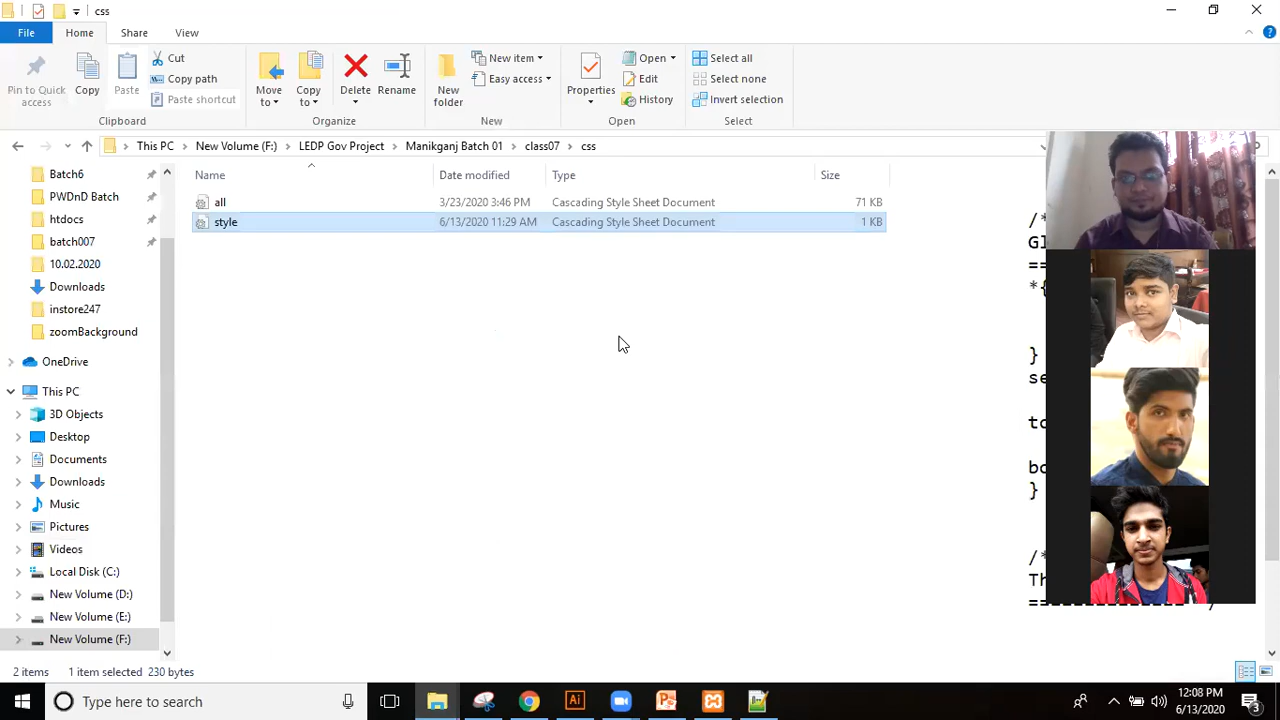 css
File Home Share View
Pin to Quick access
Copy
Paste
Cut
Copy path
Paste shortcut
Clipboard
Move to
Copy to
Delete
Rename
Organize
New folder
New item
Easy access
New
Properties
Open
Edit
History
Open
Select all
Select none
Invert selection
Select
This PC New Volume (F:) LEDP Gov Project Manikganj Batch 01 class07 css
Name Date modified Type Size
all 3/23/2020 3:46 PM Cascading Style Sheet Document 71 KB
style 6/13/2020 11:29 AM Cascading Style Sheet Document 1 KB
Batch6
PWDnD Batch
htdocs
batch007
10.02.2020
Downloads
instore247
zoomBackground
OneDrive
This PC
3D Objects
Desktop
Documents
Downloads
Music
Pictures
Videos
Local Disk (C:)
New Volume (D:)
New Volume (E:)
New Volume (F:)
/*
==
*{
}
}
/*
2 items 1 item selected 230 bytes
Type here to search
Ai
12:08 PM
6/13/2020
3